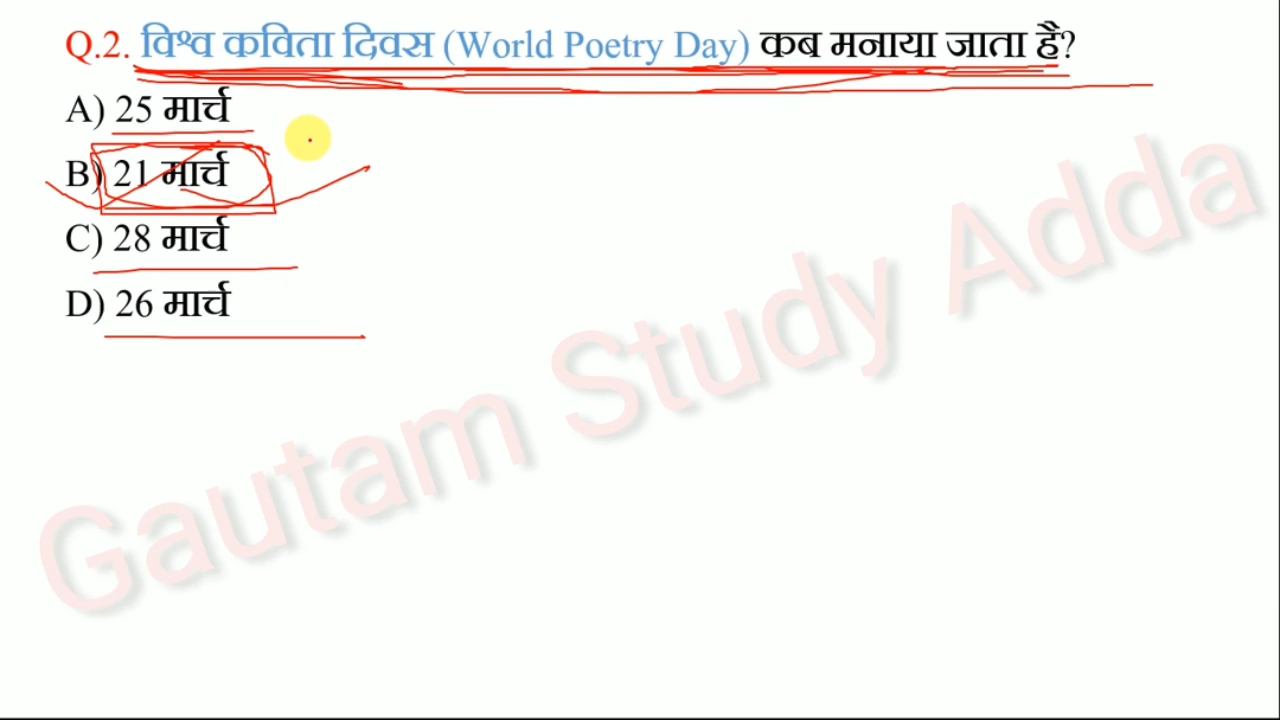 Q.2. विश्व कविता दिवस (World Poetry Day) कब मनाया जाता है?
A) 25 मार्च
B) 21 मार्च
C) 28 मार्च
D) 26 मार्च
Gautam Study Adda